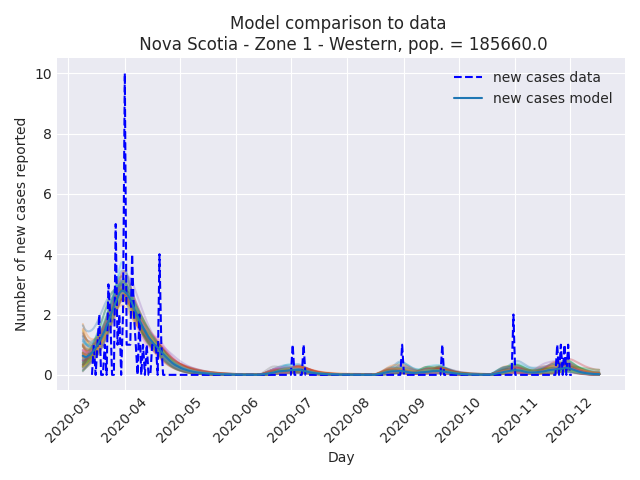 Model comparison to data
Nova Scotia - Zone 1 - Western, pop. = 185660.0
new cases data
new cases model
Number of new cases reported
10
8
6
4
2
0
2020-03
2020-04
2020-05
2020-06
2020-07
2020-08
2020-09
2020-10
2020-11
2020-12
Day